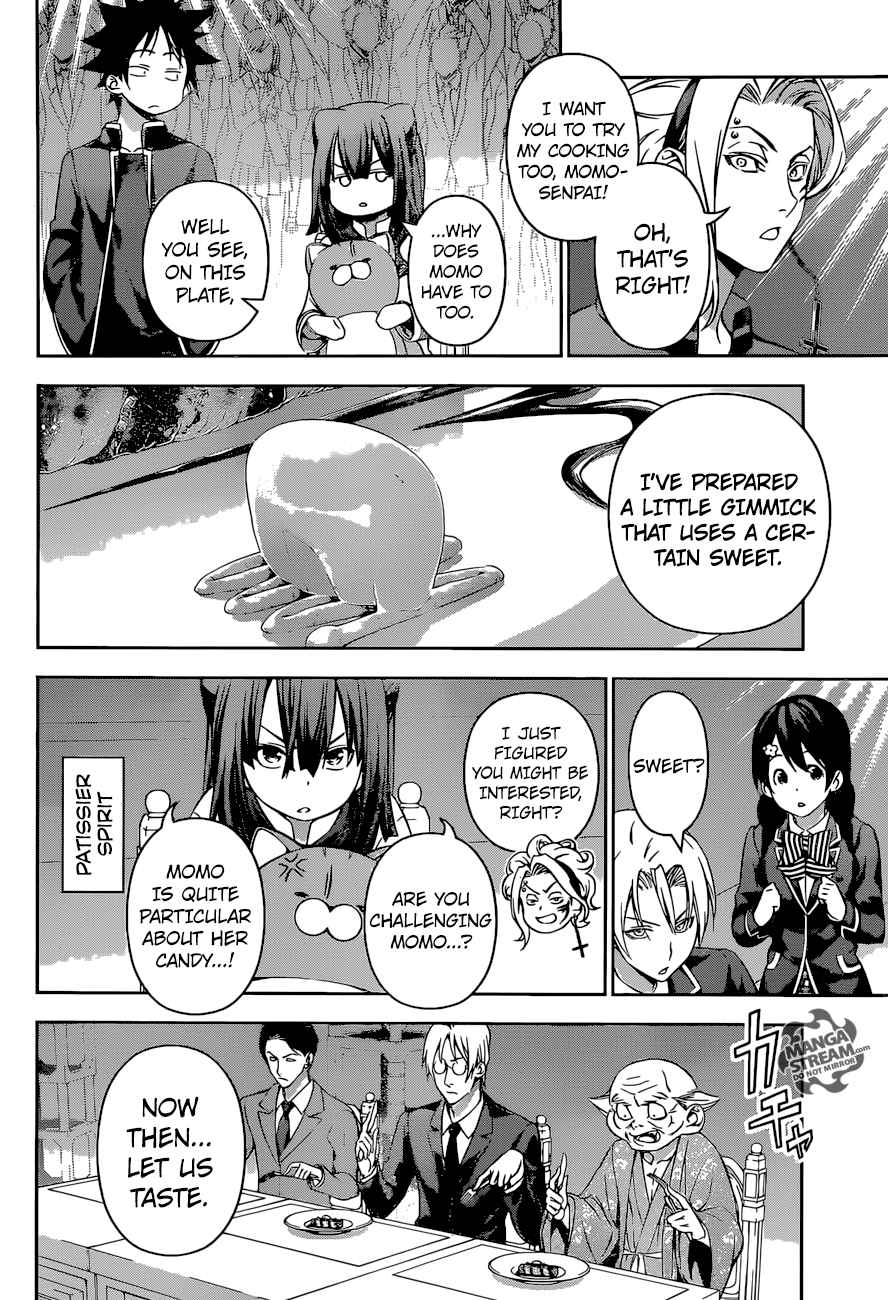 OH,
THAT'S
RIGHT!
I WANT
YOU TO TRY
MY COOKING
TOO, MOMO-
SENPAI!
...WHY
DOES
MOMO
HAVE TO
TOO.
WELL
YOU SEE,
ON THIS
PLATE,
I'VE PREPARED
A LITTLE GIMMICK
THAT USES A CER-
TAIN SWEET.
SWEET?
I JUST
FIGURED
YOU MIGHT BE
INTERESTED,
RIGHT?
ARE YOU
CHALLENGING
MOMO...?
MOMO
IS QUITE
PARTICULAR
ABOUT HER
CANDY...!
PATISSIER
SPIRIT
カチャ
MANGA
STREAM.com
DO NOT MIRROR
NOW
THEN...
LET US
TASTE.